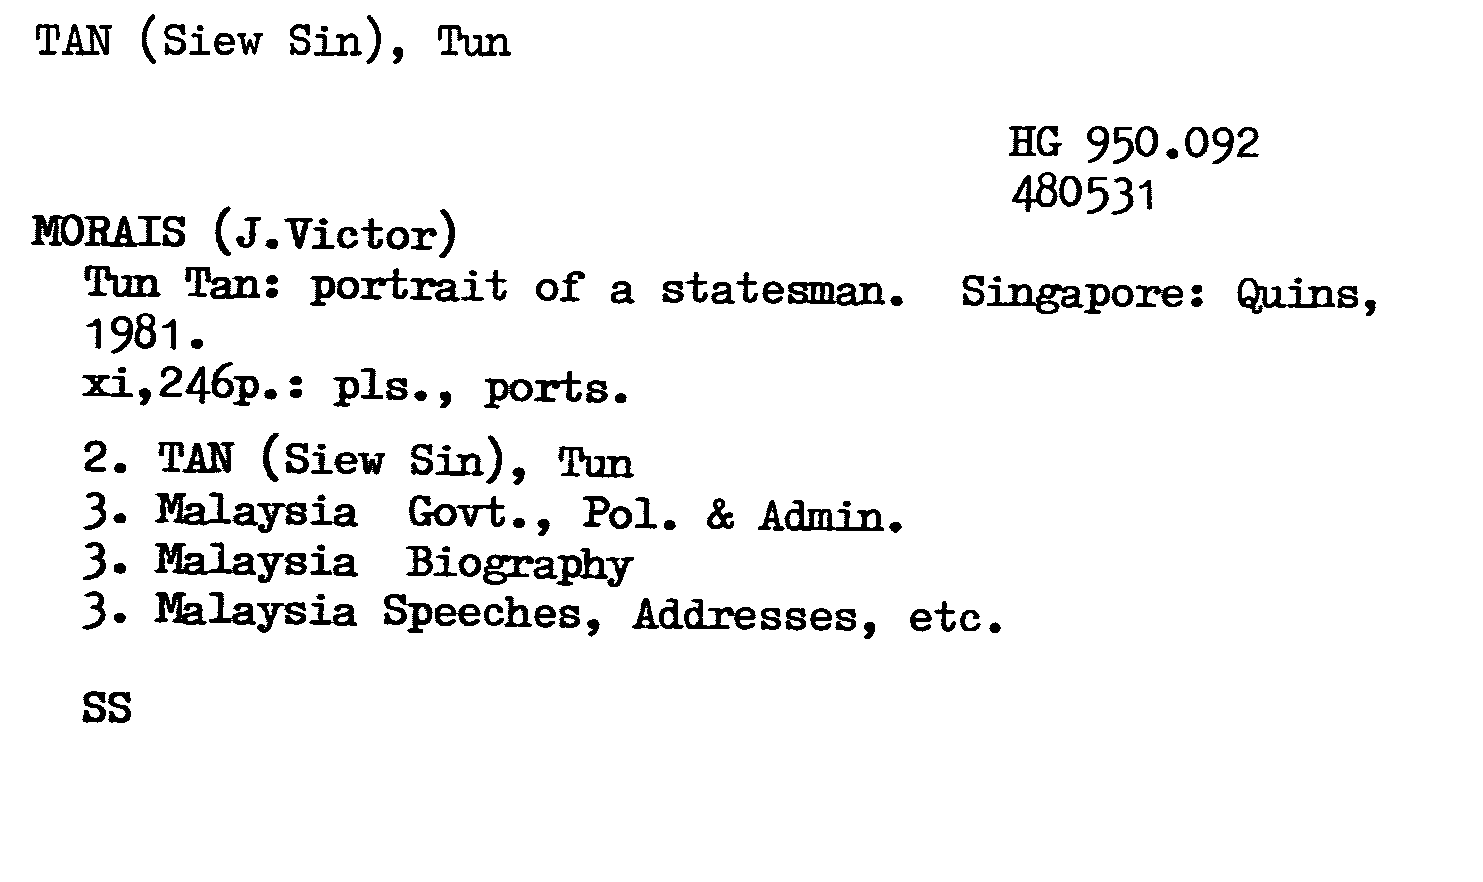 TAN (Siew Sin), Tun
HG 950.092
480531
MORAIS (J.Victor)
Tun Tan: portrait of a statesman.  Singapore: Quins,
1981.
xi,246p.: pls., ports.
2. TAN (Siew Sin), Tun
3. Malaysia  Govt., Pol. & Admin.
3. Malaysia  Biography
3. Malaysia Speeches, Addresses, etc.
SS